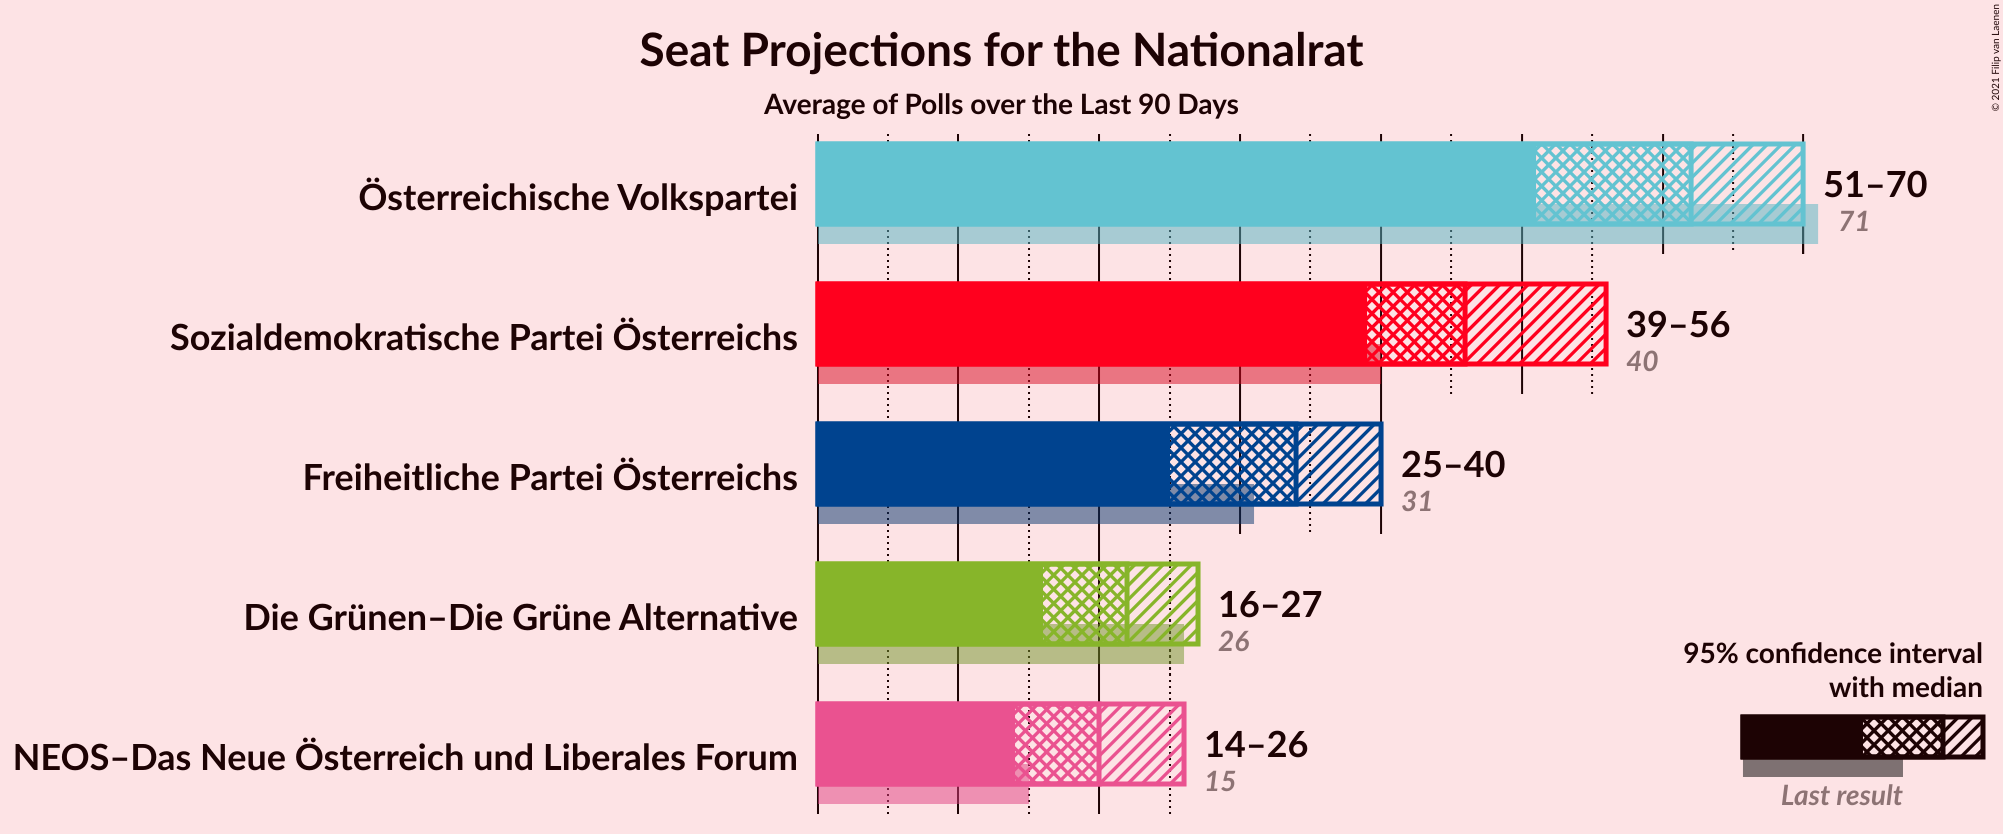 Seat Projections for the Nationalrat
Average of Polls over the Last 90 Days
© 2021 Filip van Laenen
Österreichische Volkspartei
51–70
71
Sozialdemokratische Partei Österreichs
39–56
40
Freiheitliche Partei Österreichs
25–40
31
Die Grünen–Die Grüne Alternative
16–27
26
NEOS–Das Neue Österreich und Liberales Forum
14–26
15
95% confidence interval
with median
Last result